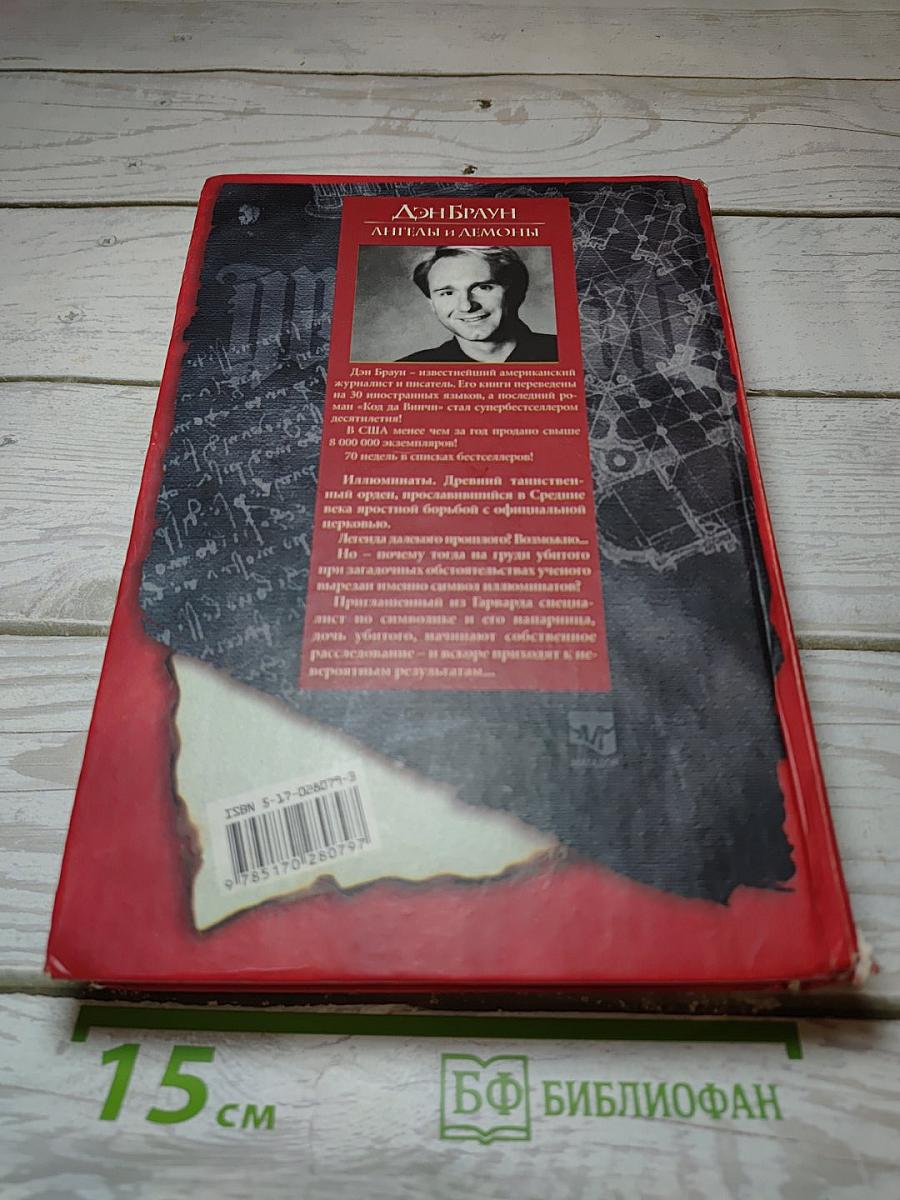 Дэн Браун
Ангелы и демоны
Дэн Браун – известнейший американский
журналист и писатель. Его книги переведены
на 30 иностранных языков, а последний ро-
ман «Код да Винчи» стал супербестселлером
десятилетия!
В США менее чем за год продано свыше
8 000 000 экземпляров!
70 недель в списках бестселлеров!
Иллюминаты. Древний таинствен-
ный орден, прославившийся в Средние
века яростной борьбой с официальной
церковью.
Легенда далекого прошлого? Возможно...
Но – почему тогда на груди убитого
при загадочных обстоятельствах ученого
вырезан именно символ иллюминатов?
Приглашенный из Гарварда специа-
лист по символике и его напарница,
дочь убитого, начинают собственное
расследование – и вскоре приходят к не-
вероятным результатам...
ISBN 5-17-028079-3
9 785170 280797
15 см
БФ БИБЛИОФАН